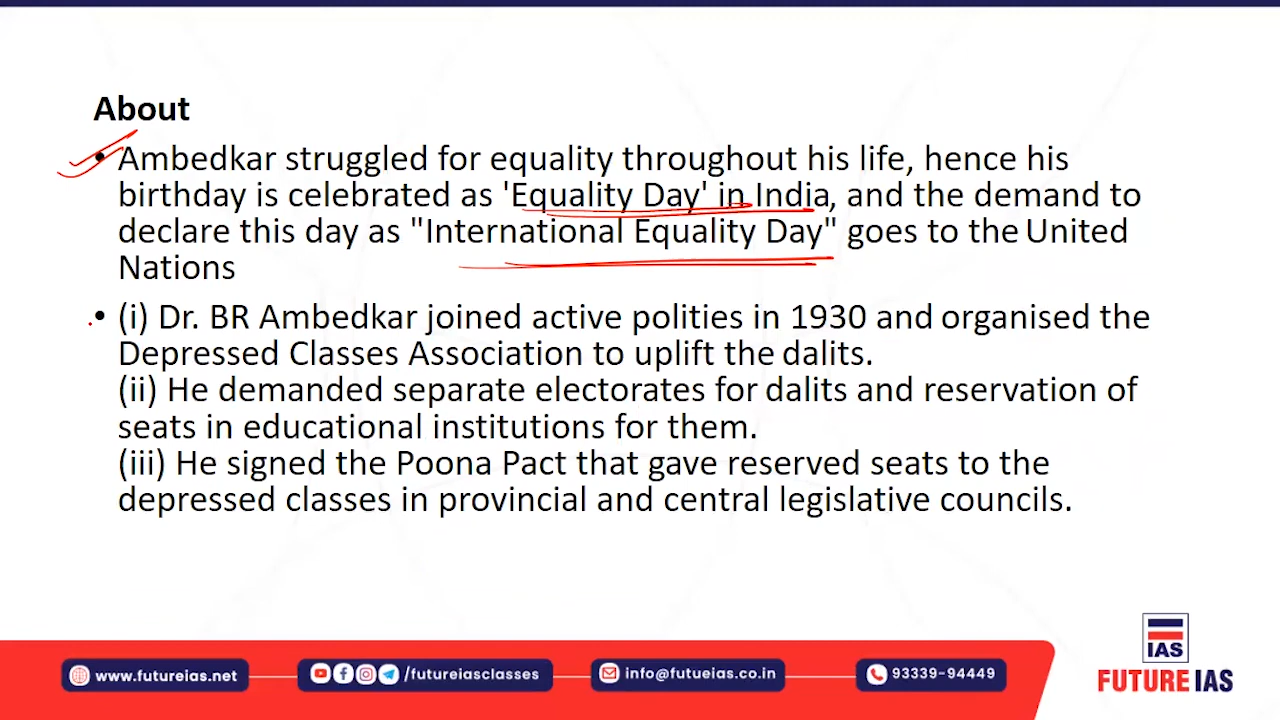 About
• Ambedkar struggled for equality throughout his life, hence his
birthday is celebrated as 'Equality Day' in India, and the demand to
declare this day as "International Equality Day" goes to the United
Nations
• (i) Dr. BR Ambedkar joined active polities in 1930 and organised the
Depressed Classes Association to uplift the dalits.
(ii) He demanded separate electorates for dalits and reservation of
seats in educational institutions for them.
(iii) He signed the Poona Pact that gave reserved seats to the
depressed classes in provincial and central legislative councils.
IAS
FUTURE IAS
www.futureias.net
/futureiasclasses
info@futueias.co.in
93339-94449